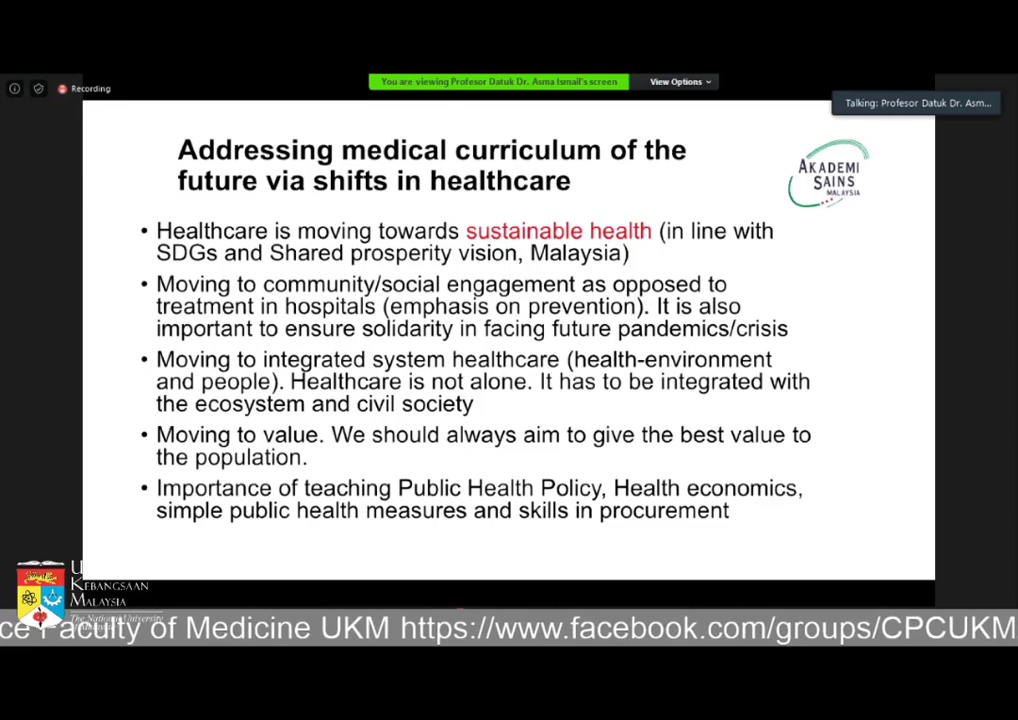 You are viewing Profesor Datuk Dr. Asma Ismail's screen
View Options
Recording
Talking: Profesor Datuk Dr. Asm...
Addressing medical curriculum of the
future via shifts in healthcare
AKADEMI
SAINS
MALAYSIA
• Healthcare is moving towards sustainable health (in line with
SDGs and Shared prosperity vision, Malaysia)
• Moving to community/social engagement as opposed to
treatment in hospitals (emphasis on prevention). It is also
important to ensure solidarity in facing future pandemics/crisis
• Moving to integrated system healthcare (health-environment
and people). Healthcare is not alone. It has to be integrated with
the ecosystem and civil society
• Moving to value. We should always aim to give the best value to
the population.
• Importance of teaching Public Health Policy, Health economics,
simple public health measures and skills in procurement
KEBANGSAAN
MALAYSIA
The National University
ce Faculty of Medicine UKM https://www.facebook.com/groups/CPCUKM